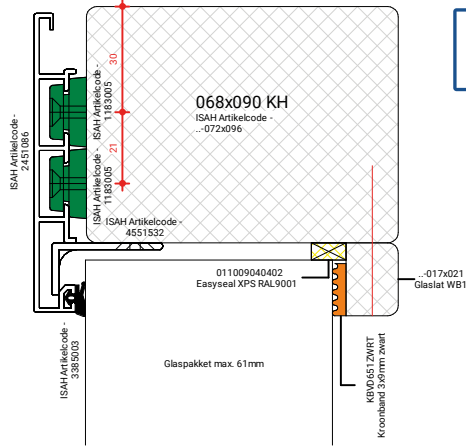 30
068x090 KH
ISAH Artikelcode -
..-072x096
ISAH Artikelcode -
1183005
21
ISAH Artikelcode -
1183005
ISAH Artikelcode -
2451086
ISAH Artikelcode -
4551532
011009040402
Easyseal XPS RAL9001
..-017x021
Glaslat WB1
ISAH Artikelcode -
3385003
Glaspakket max. 61mm
KBVD651ZWRT
Kroonband 3x9mm zwart